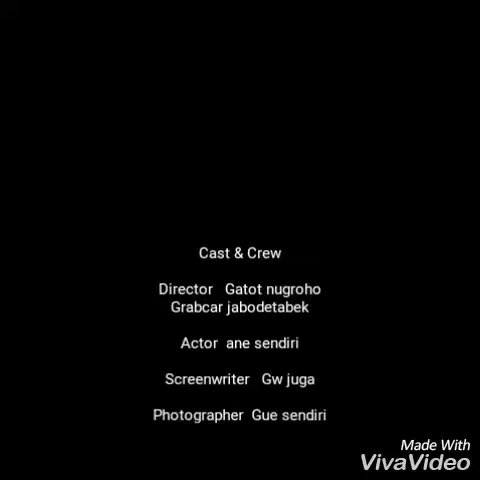 Cast & Crew
Director Gatot nugroho
Grabcar jabodetabek
Actor ane sendiri
Screenwriter Gw juga
Photographer Gue sendiri
Made With
VivaVideo